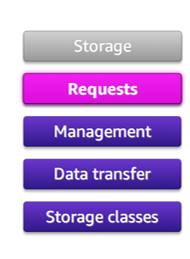 Storage
Requests
Management
Data transfer
Storage classes